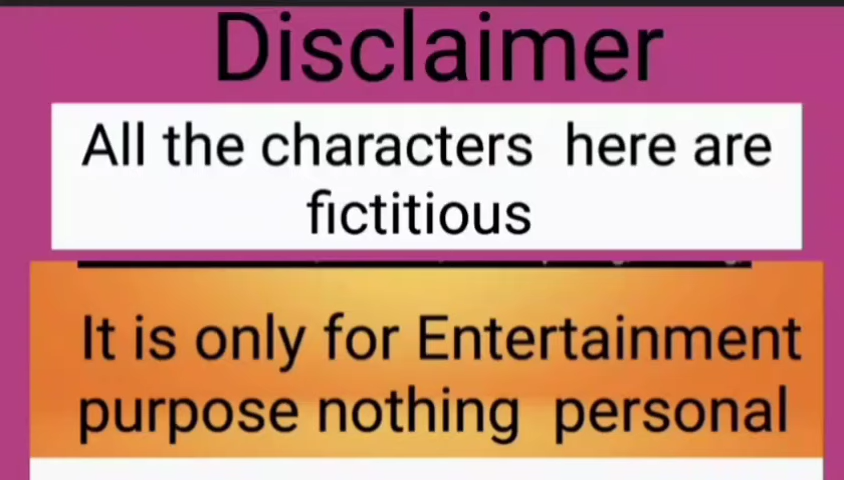 Disclaimer
All the characters here are
fictitious
It is only for Entertainment
purpose nothing personal